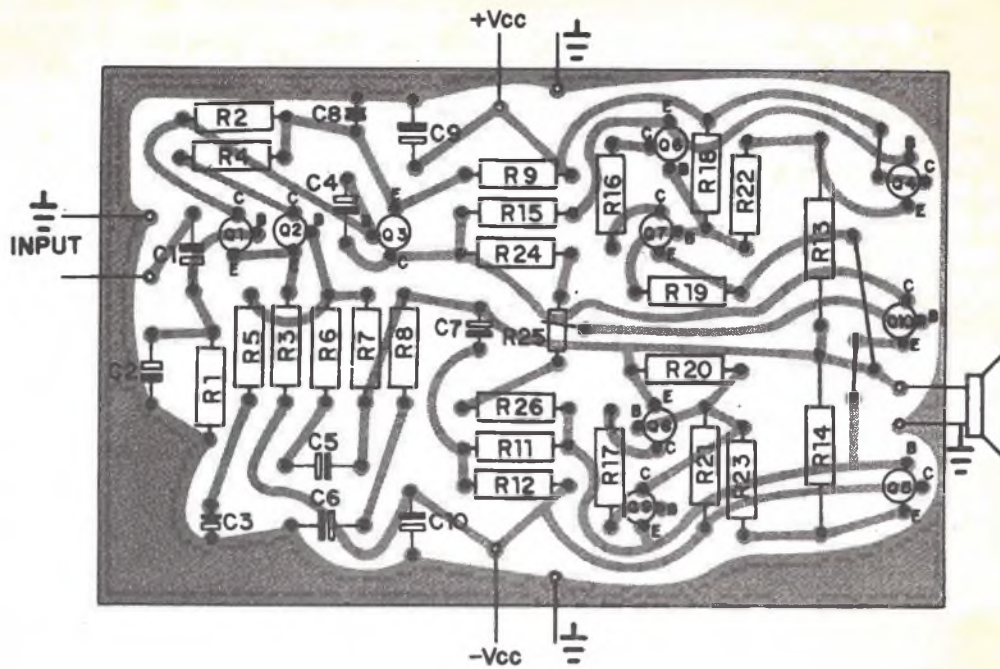 +Vcc
R2
C8
C9
R4
C4
R9
R15
R24
R16
E
C
Q6
B
R18
R22
B
C
Q4
E
INPUT
C1
C
Q1
B
E
C
B
Q2
E
E
B
Q3
C
C
Q7
B
E
R19
R13
C
Q10
B
E
C2
R1
R5
R3
R6
R7
R8
C7
R25
R20
R26
R11
R12
C5
C6
C3
C10
R17
E
B
C
R21
R23
R14
C
Q9
B
E
B
C
Q8
E
-Vcc